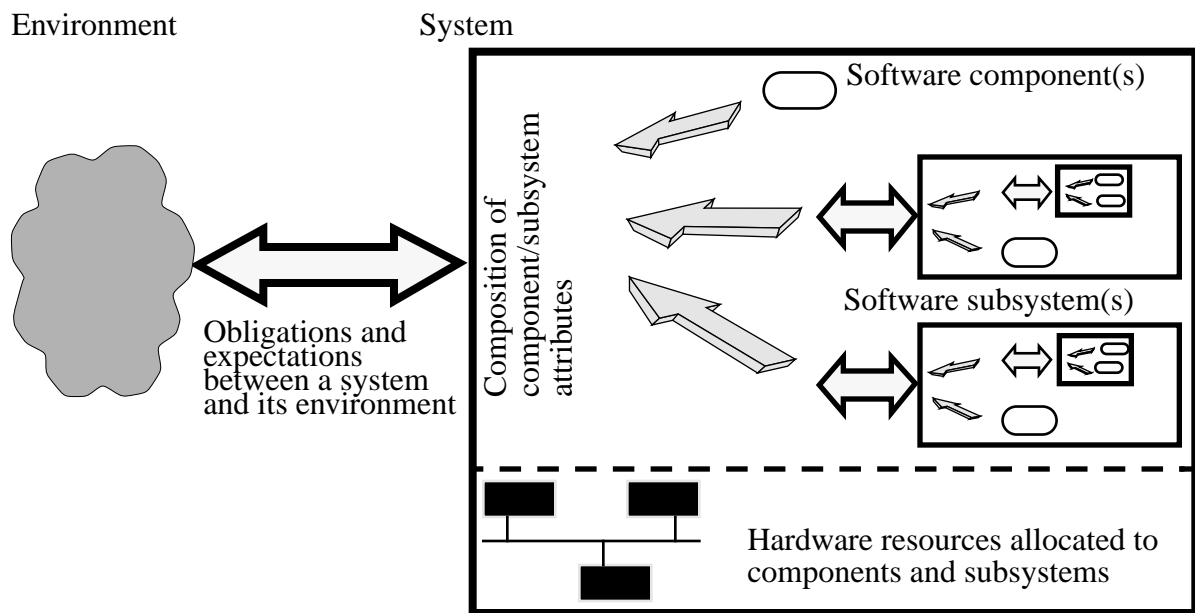 Environment
System
Software component(s)
Composition of
component/subsystem
attributes
Software subsystem(s)
Obligations and
expectations
between a system
and its environment
Hardware resources allocated to
components and subsystems